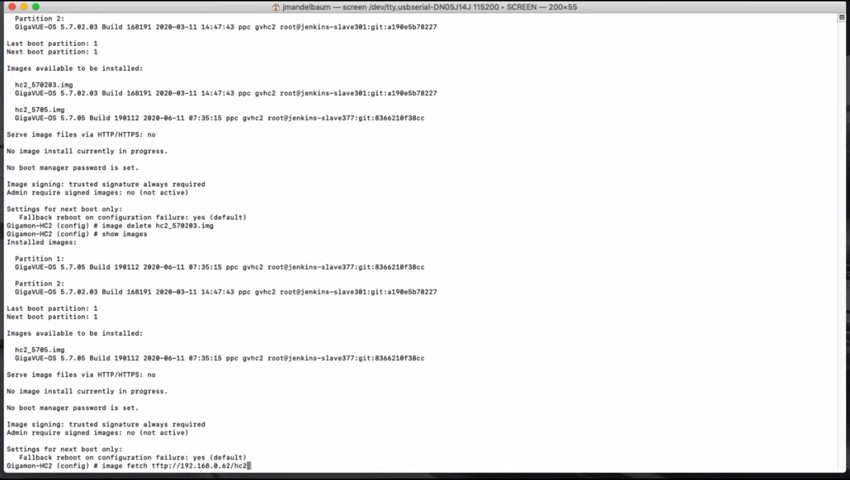 jmandelbaum — screen /dev/tty.usbserial-DN05J14J 115200 • SCREEN — 200×55
Partition 2:
GigaVUE-OS 5.7.02.03 Build 168191 2020-03-11 14:47:43 ppc gvhc2 root@jenkins-slave301:git:a190e5b78227
Last boot partition: 1
Next boot partition: 1
Images available to be installed:
hc2_570203.img
GigaVUE-OS 5.7.02.03 Build 168191 2020-03-11 14:47:43 ppc gvhc2 root@jenkins-slave301:git:a190e5b78227
hc2_5705.img
GigaVUE-OS 5.7.05 Build 190112 2020-06-11 07:35:15 ppc gvhc2 root@jenkins-slave377:git:8366210f38cc
Serve image files via HTTP/HTTPS: no
No image install currently in progress.
No boot manager password is set.
Image signing: trusted signature always required
Admin require signed images: no (not active)
Settings for next boot only:
Fallback reboot on configuration failure: yes (default)
Gigamon-HC2 (config) # image delete hc2_570203.img
Gigamon-HC2 (config) # show images
Installed images:
Partition 1:
GigaVUE-OS 5.7.05 Build 190112 2020-06-11 07:35:15 ppc gvhc2 root@jenkins-slave377:git:8366210f38cc
Partition 2:
GigaVUE-OS 5.7.02.03 Build 168191 2020-03-11 14:47:43 ppc gvhc2 root@jenkins-slave301:git:a190e5b78227
Last boot partition: 1
Next boot partition: 1
Images available to be installed:
hc2_5705.img
GigaVUE-OS 5.7.05 Build 190112 2020-06-11 07:35:15 ppc gvhc2 root@jenkins-slave377:git:8366210f38cc
Serve image files via HTTP/HTTPS: no
No image install currently in progress.
No boot manager password is set.
Image signing: trusted signature always required
Admin require signed images: no (not active)
Settings for next boot only:
Fallback reboot on configuration failure: yes (default)
Gigamon-HC2 (config) # image fetch tftp://192.168.0.62/hc2